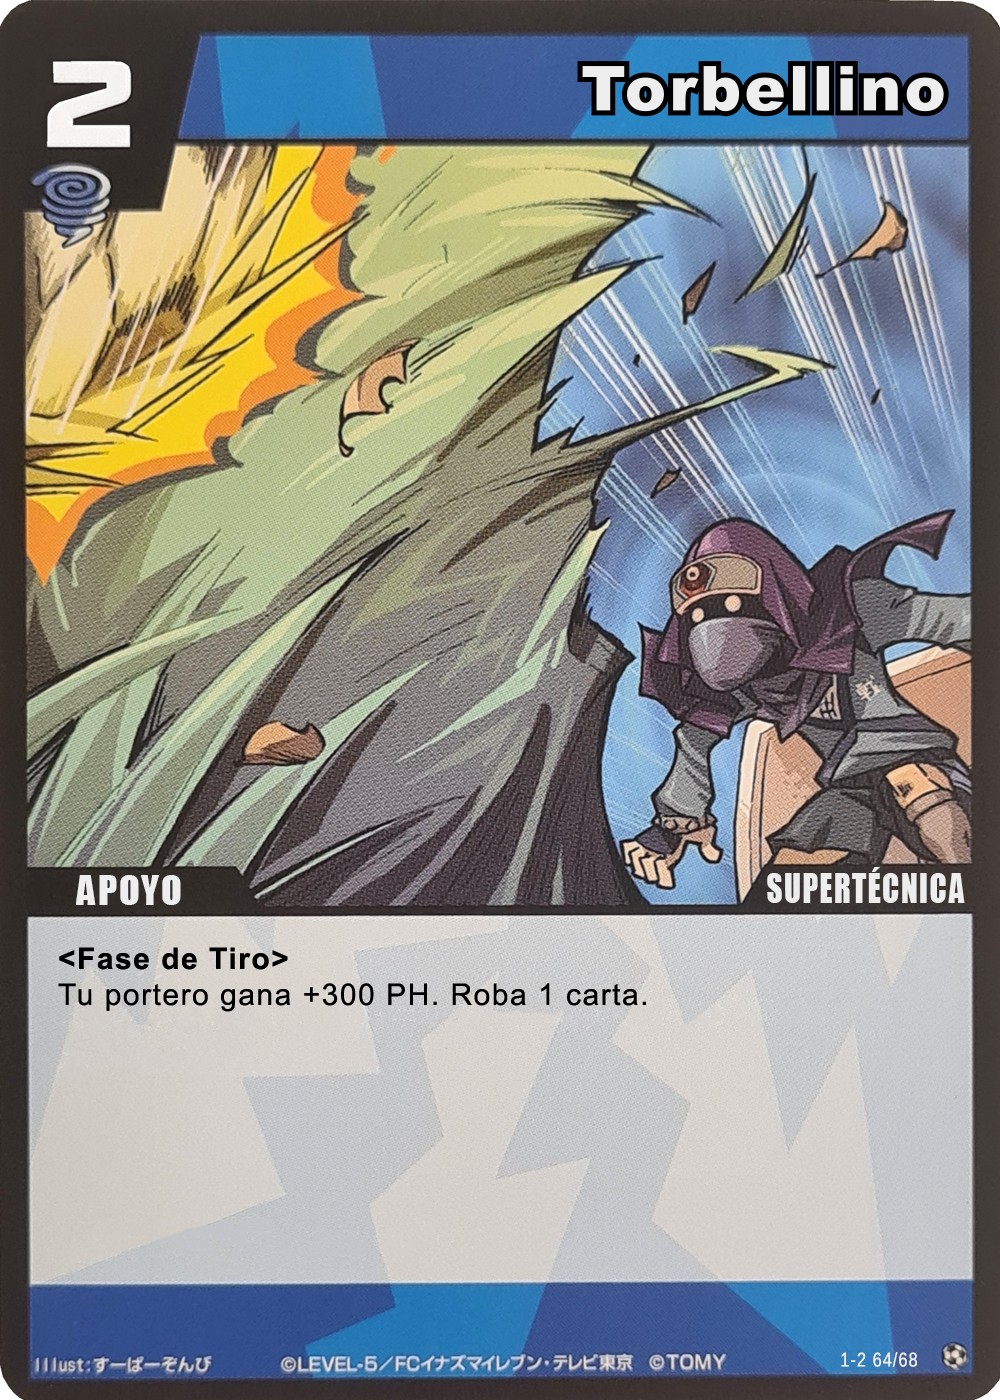 2
Torbellino
APOYO
SUPERTÉCNICA
<Fase de Tiro>
Tu portero gana +300 PH. Roba 1 carta.
Illust:すーぱーぞんび
©LEVEL-5/FCイナズマイレブン・テレビ東京 ©TOMY
1-2 64/68